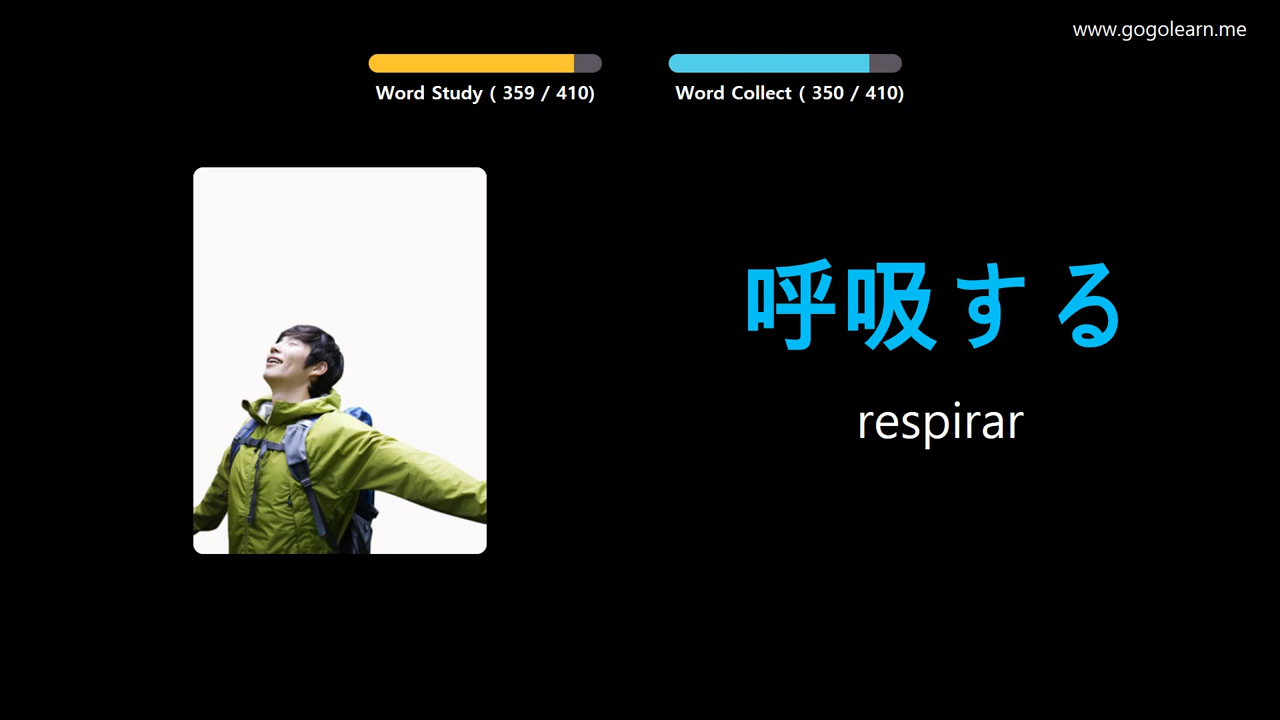 www.gogolearn.me
Word Study ( 359 / 410)
Word Collect ( 350 / 410)
呼吸する
respirar